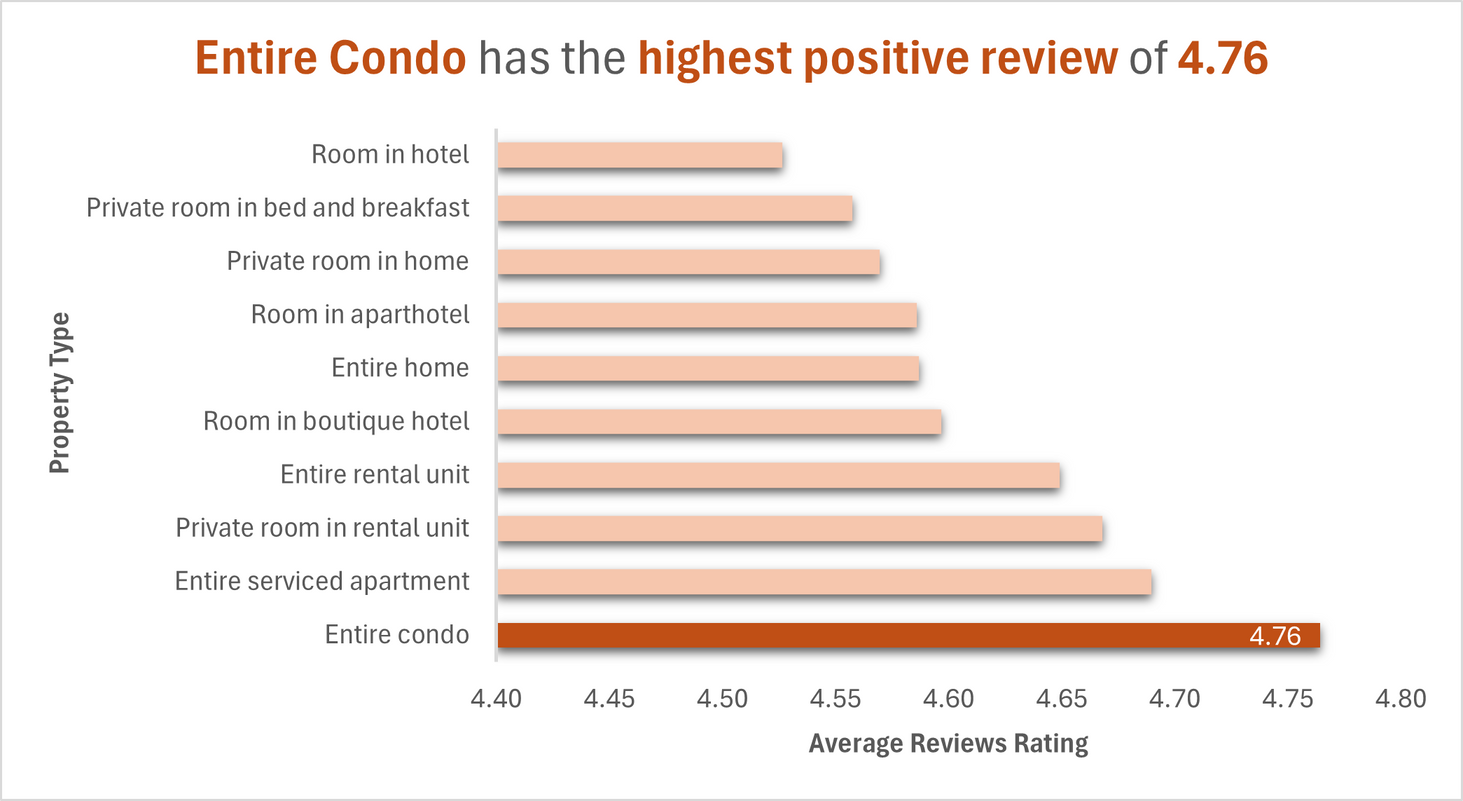 Entire Condo has the highest positive review of 4.76
Room in hotel
Private room in bed and breakfast
Private room in home
Room in aparthotel
Entire home
Room in boutique hotel
Entire rental unit
Private room in rental unit
Entire serviced apartment
Entire condo
4.76
Property Type
4.40 4.45 4.50 4.55 4.60 4.65 4.70 4.75 4.80
Average Reviews Rating